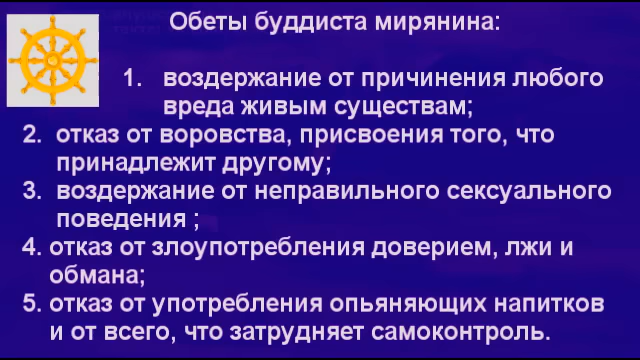 Обеты буддиста мирянина:
1. воздержание от причинения любого
вреда живым существам;
2. отказ от воровства, присвоения того, что
принадлежит другому;
3. воздержание от неправильного сексуального
поведения ;
4. отказ от злоупотребления доверием, лжи и
обмана;
5. отказ от употребления опьяняющих напитков
и от всего, что затрудняет самоконтроль.